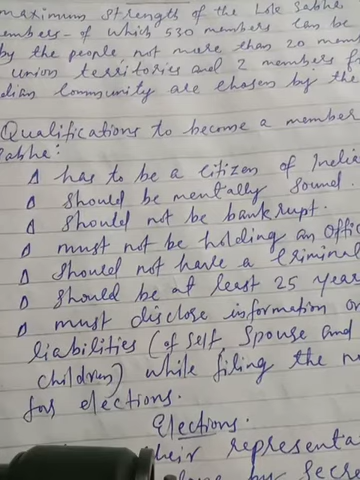 maximum strength of the Lok Sabha
embers - of which 530 members can be
by the people not more than 20 mem
union territories and 2 members f
dian Community are chosen by the
Qualifications to become a member
Sabha:
Δ has to be a citizen of India
Δ should be mentally sound.
Δ should not be bankrupt.
Δ must not be holding an offic
Δ should not have a criminal
Δ should be at least 25 year
Δ must disclose information on
liabilities (of self, spouse and
children) while filing the n
for elections.
Elections.
their representa
by secre